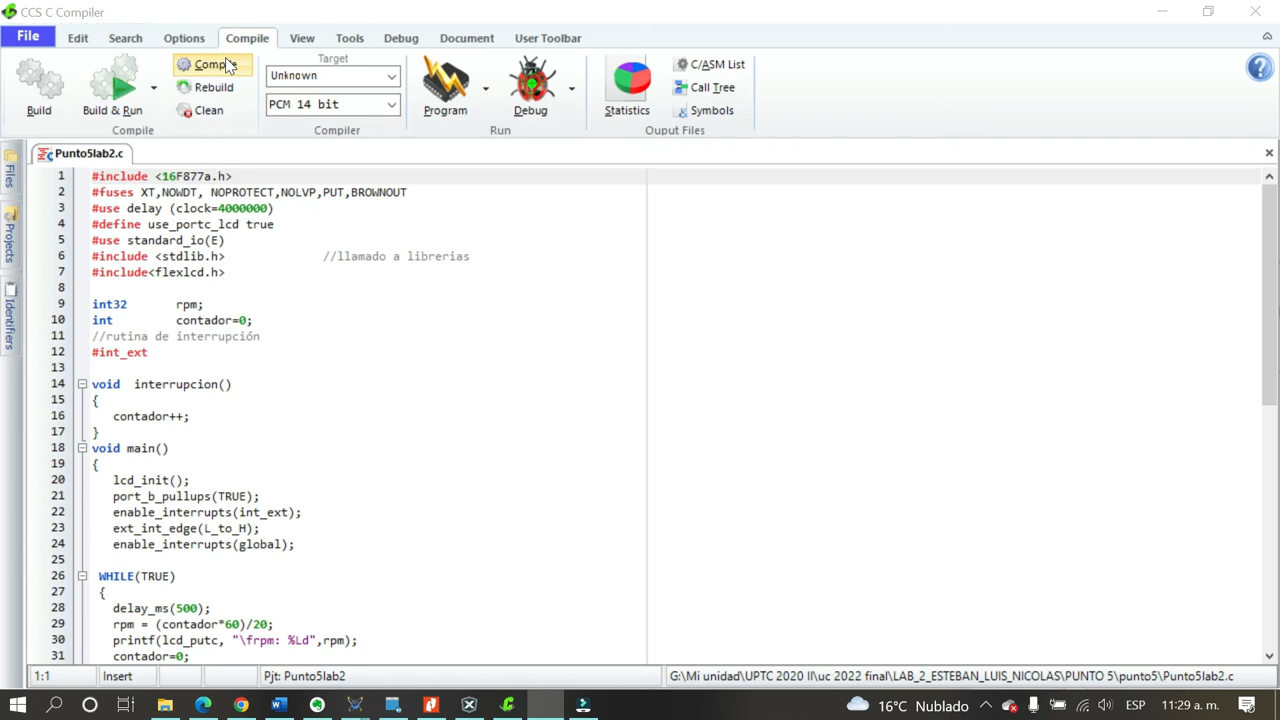 CCS C Compiler
File Edit Search Options Compile View Tools Debug Document User Toolbar
Target
Unknown
PCM 14 bit
Build
Build & Run
Rebuild
Clean
Program
Debug
Statistics
C/ASM List
Call Tree
Symbols
Compile Compiler Run Ouput Files
Punto5lab2.c
Files
Projects
Identifiers
1 #include <16F877a.h>
2 #fuses XT,NOWDT, NOPROTECT,NOLVP,PUT,BROWNOUT
3 #use delay (clock=4000000)
4 #define use_portc_lcd true
5 #use standard_io(E)
6 #include <stdlib.h> //llamado a librerias
7 #include<flexlcd.h>
8
9 int32 rpm;
10 int contador=0;
11 //rutina de interrupción
12 #int_ext
13
14 void interrupcion()
15 {
16 contador++;
17 }
18 void main()
19 {
20 lcd_init();
21 port_b_pullups(TRUE);
22 enable_interrupts(int_ext);
23 ext_int_edge(L_to_H);
24 enable_interrupts(global);
25
26 WHILE(TRUE)
27 {
28 delay_ms(500);
29 rpm = (contador*60)/20;
30 printf(lcd_putc, "\frpm: %Ld",rpm);
31 contador=0;
1:1 Insert Pjt: Punto5lab2 G:\Mi unidad\UPTC 2020 II\uc 2022 final\LAB_2_ESTEBAN_LUIS_NICOLAS\PUNTO 5\punto5\Punto5lab2.c
16°C Nublado ESP 11:29 a. m.